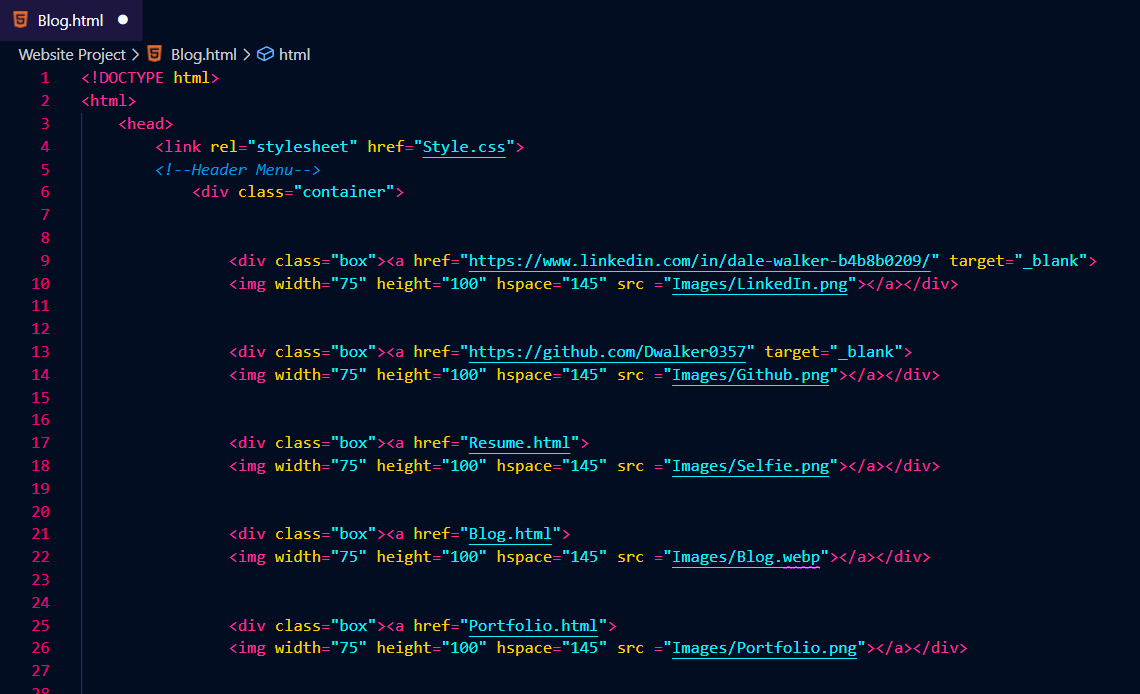 Blog.html
Website Project > Blog.html > html
1 <!DOCTYPE html>
2 <html>
3 <head>
4 <link rel="stylesheet" href="Style.css">
5 <!--Header Menu-->
6 <div class="container">
7
8
9 <div class="box"><a href="https://www.linkedin.com/in/dale-walker-b4b8b0209/" target="_blank">
10 <img width="75" height="100" hspace="145" src ="Images/LinkedIn.png"></a></div>
11
12
13 <div class="box"><a href="https://github.com/Dwalker0357" target="_blank">
14 <img width="75" height="100" hspace="145" src ="Images/Github.png"></a></div>
15
16
17 <div class="box"><a href="Resume.html">
18 <img width="75" height="100" hspace="145" src ="Images/Selfie.png"></a></div>
19
20
21 <div class="box"><a href="Blog.html">
22 <img width="75" height="100" hspace="145" src ="Images/Blog.webp"></a></div>
23
24
25 <div class="box"><a href="Portfolio.html">
26 <img width="75" height="100" hspace="145" src ="Images/Portfolio.png"></a></div>
27
28